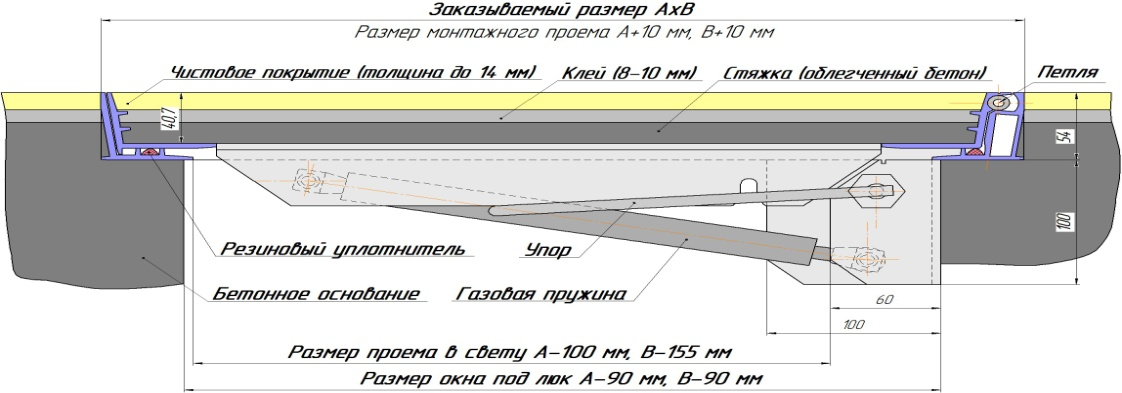 Заказываемый размер АxВ
Размер монтажного проема А+10 мм, В+10 мм
Чистовое покрытие (толщина до 14 мм)
Клей (8-10 мм)
Стяжка (облегченный бетон)
Петля
40,7
54
100
Резиновый уплотнитель
Упор
Бетонное основание
Газовая пружина
60
100
Размер проема в свету А-100 мм, В-155 мм
Размер окна под люк А-90 мм, В-90 мм